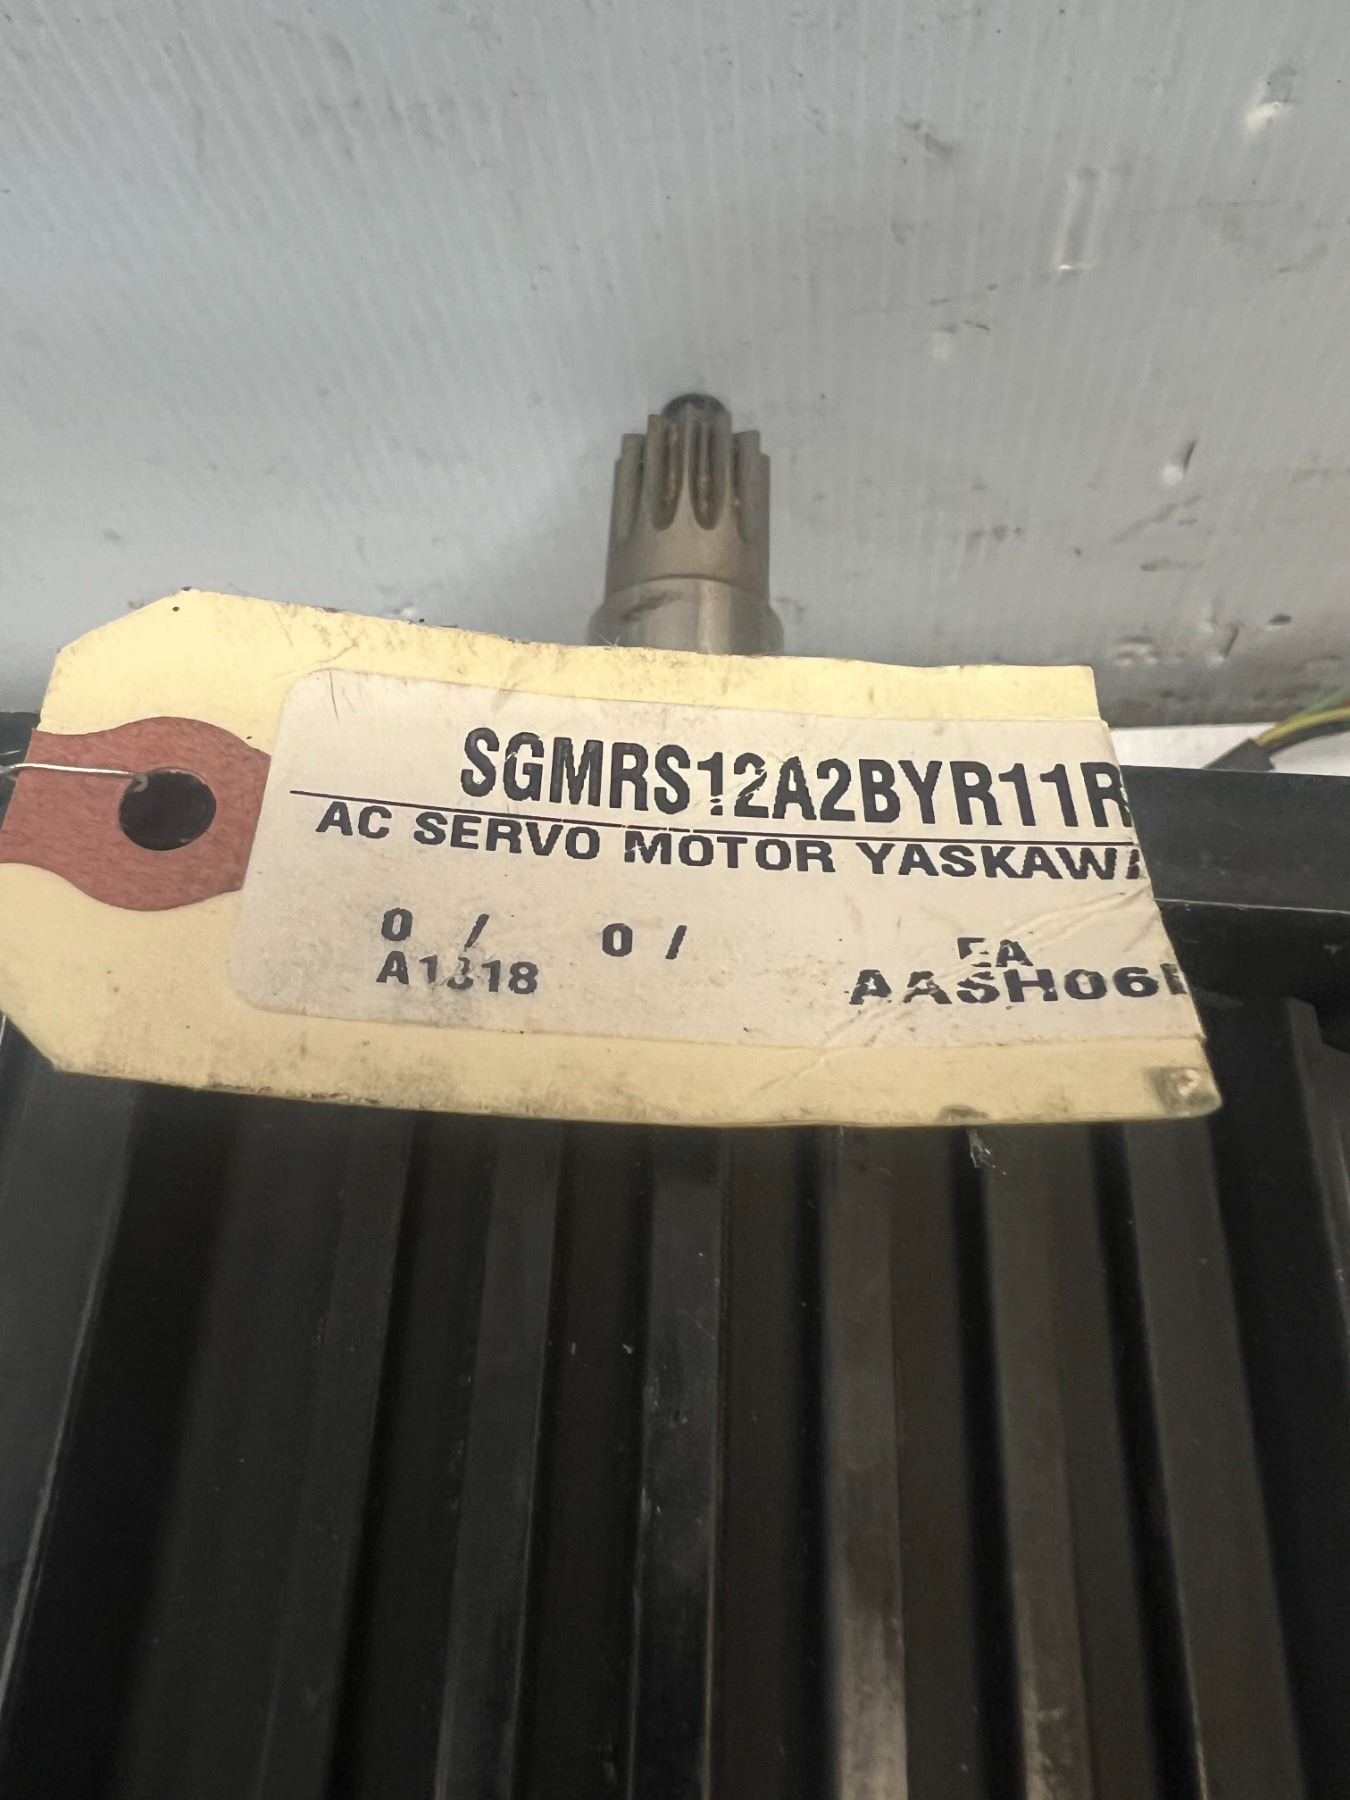 SGMRS12A2BYR11R
AC SERVO MOTOR YASKAWA
0 / 0 / EA
A1318 AASH06